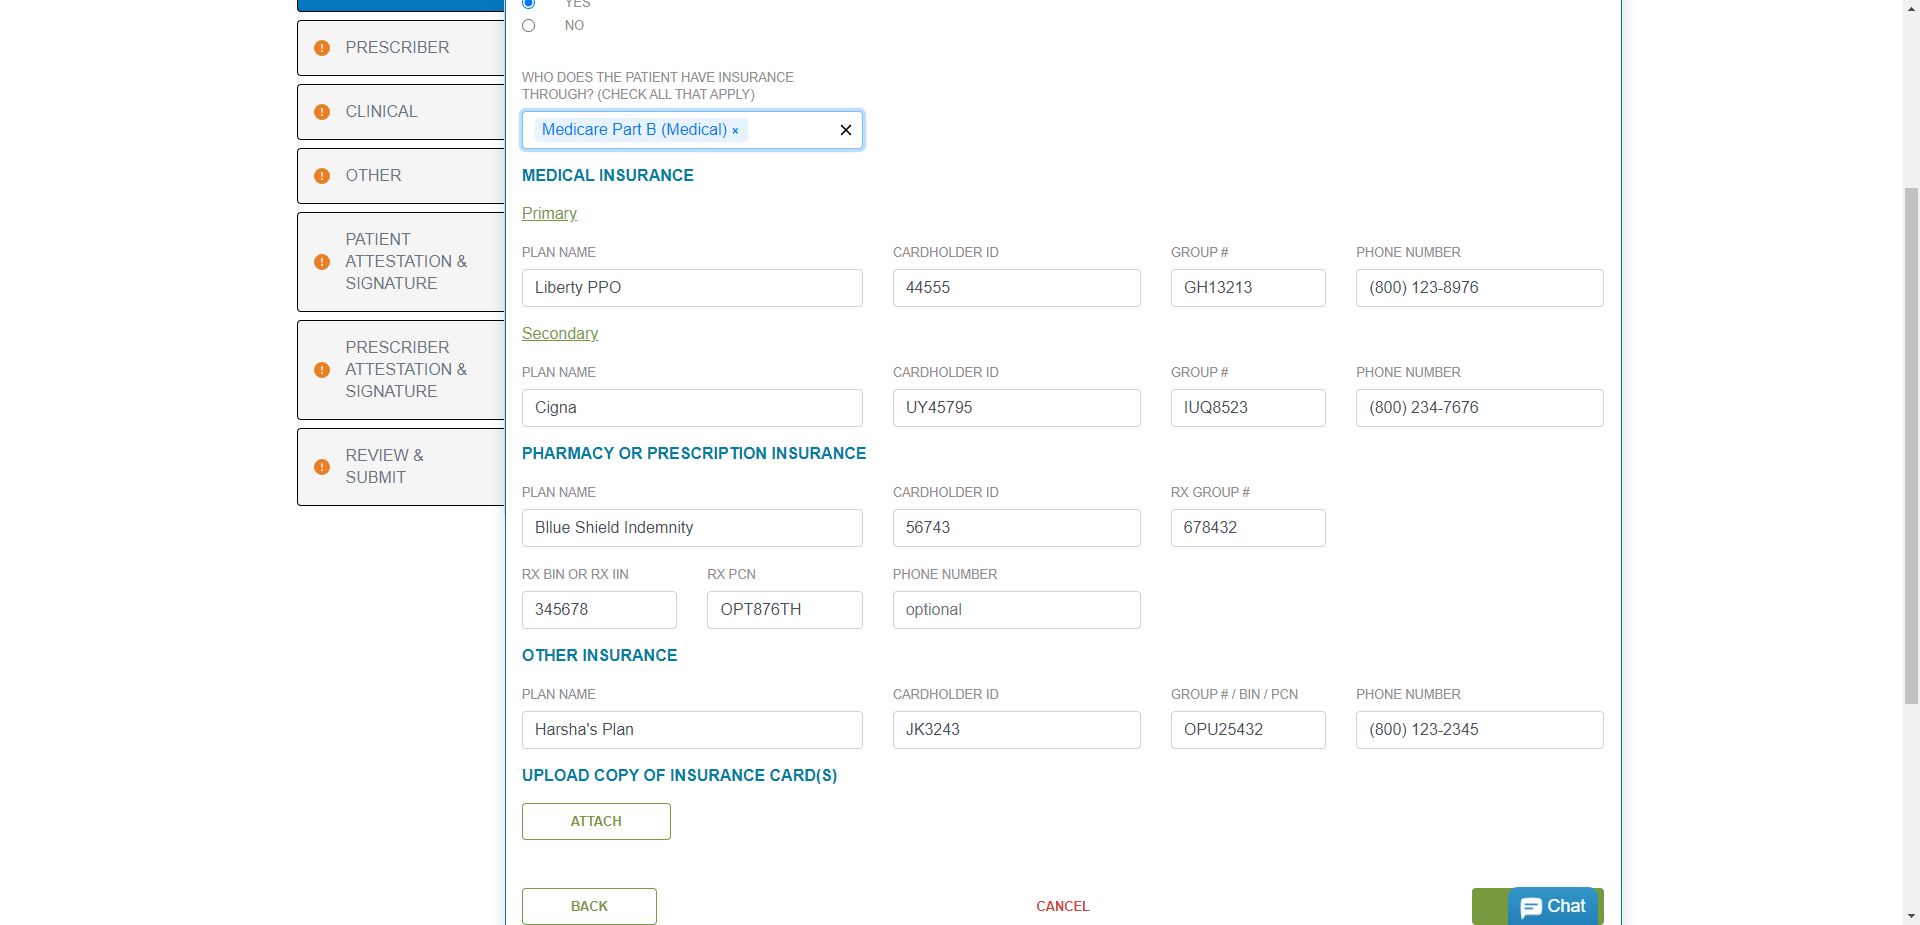 YES
NO
PRESCRIBER
CLINICAL
OTHER
PATIENT
ATTESTATION &
SIGNATURE
PRESCRIBER
ATTESTATION &
SIGNATURE
REVIEW &
SUBMIT
WHO DOES THE PATIENT HAVE INSURANCE
THROUGH? (CHECK ALL THAT APPLY)
Medicare Part B (Medical) ×
MEDICAL INSURANCE
Primary
PLAN NAME CARDHOLDER ID GROUP # PHONE NUMBER
Liberty PPO 44555 GH13213 (800) 123-8976
Secondary
PLAN NAME CARDHOLDER ID GROUP # PHONE NUMBER
Cigna UY45795 IUQ8523 (800) 234-7676
PHARMACY OR PRESCRIPTION INSURANCE
PLAN NAME CARDHOLDER ID RX GROUP #
Bllue Shield Indemnity 56743 678432
RX BIN OR RX IIN RX PCN PHONE NUMBER
345678 OPT876TH optional
OTHER INSURANCE
PLAN NAME CARDHOLDER ID GROUP # / BIN / PCN PHONE NUMBER
Harsha's Plan JK3243 OPU25432 (800) 123-2345
UPLOAD COPY OF INSURANCE CARD(S)
ATTACH
BACK CANCEL Chat